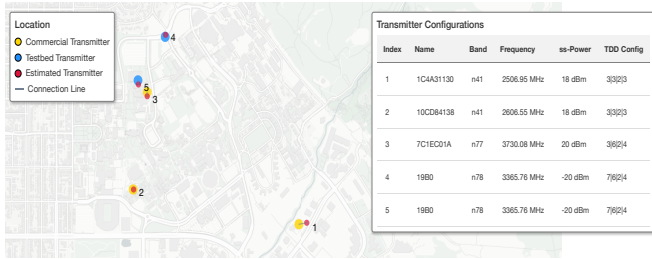 Location
Commercial Transmitter
Testbed Transmitter
Estimated Transmitter
Connection Line
4
5
3
2
1
Transmitter Configurations
Index Name Band Frequency ss-Power TDD Config
1 1C4A31130 n41 2506.95 MHz 18 dBm 3|3|2|3
2 10CD84138 n41 2606.55 MHz 18 dBm 3|3|2|3
3 7C1EC01A n77 3730.08 MHz 20 dBm 3|6|2|4
4 19B0 n78 3365.76 MHz -20 dBm 7|6|2|4
5 19B0 n78 3365.76 MHz -20 dBm 7|6|2|4